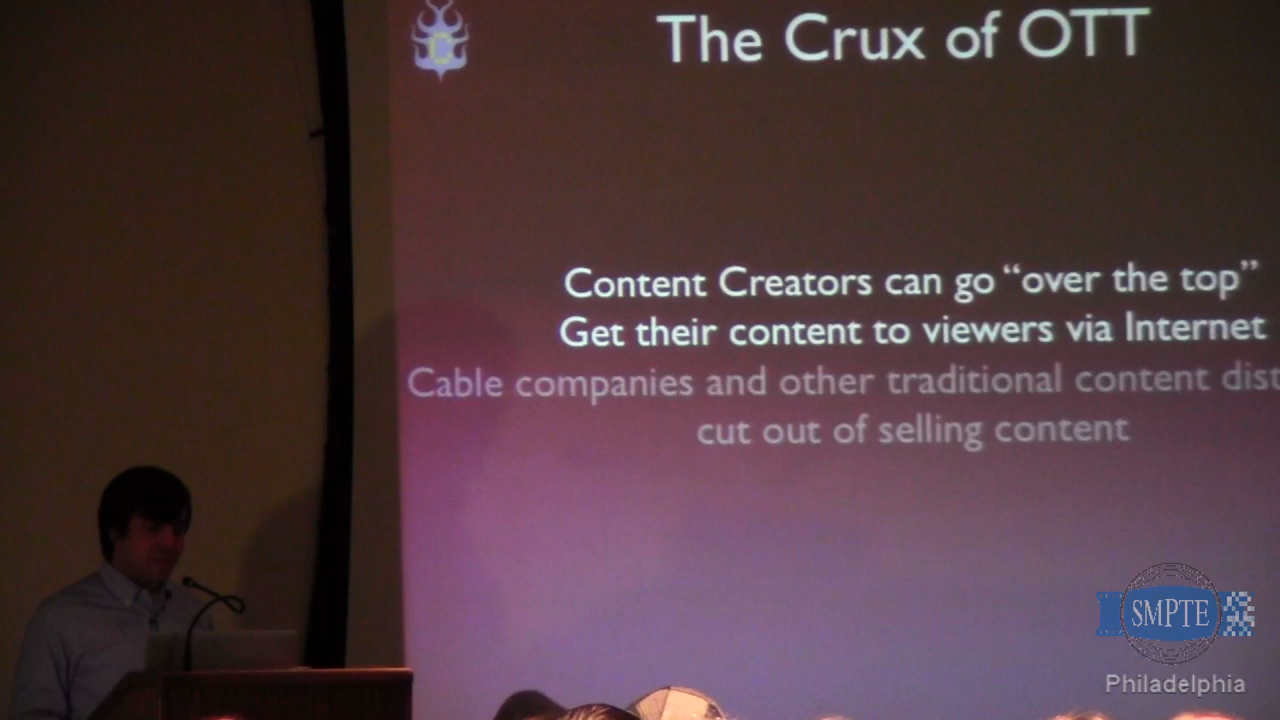 The Crux of OTT
Content Creators can go “over the top”
Get their content to viewers via Internet
Cable companies and other traditional content dist
cut out of selling content
SMPTE
Philadelphia